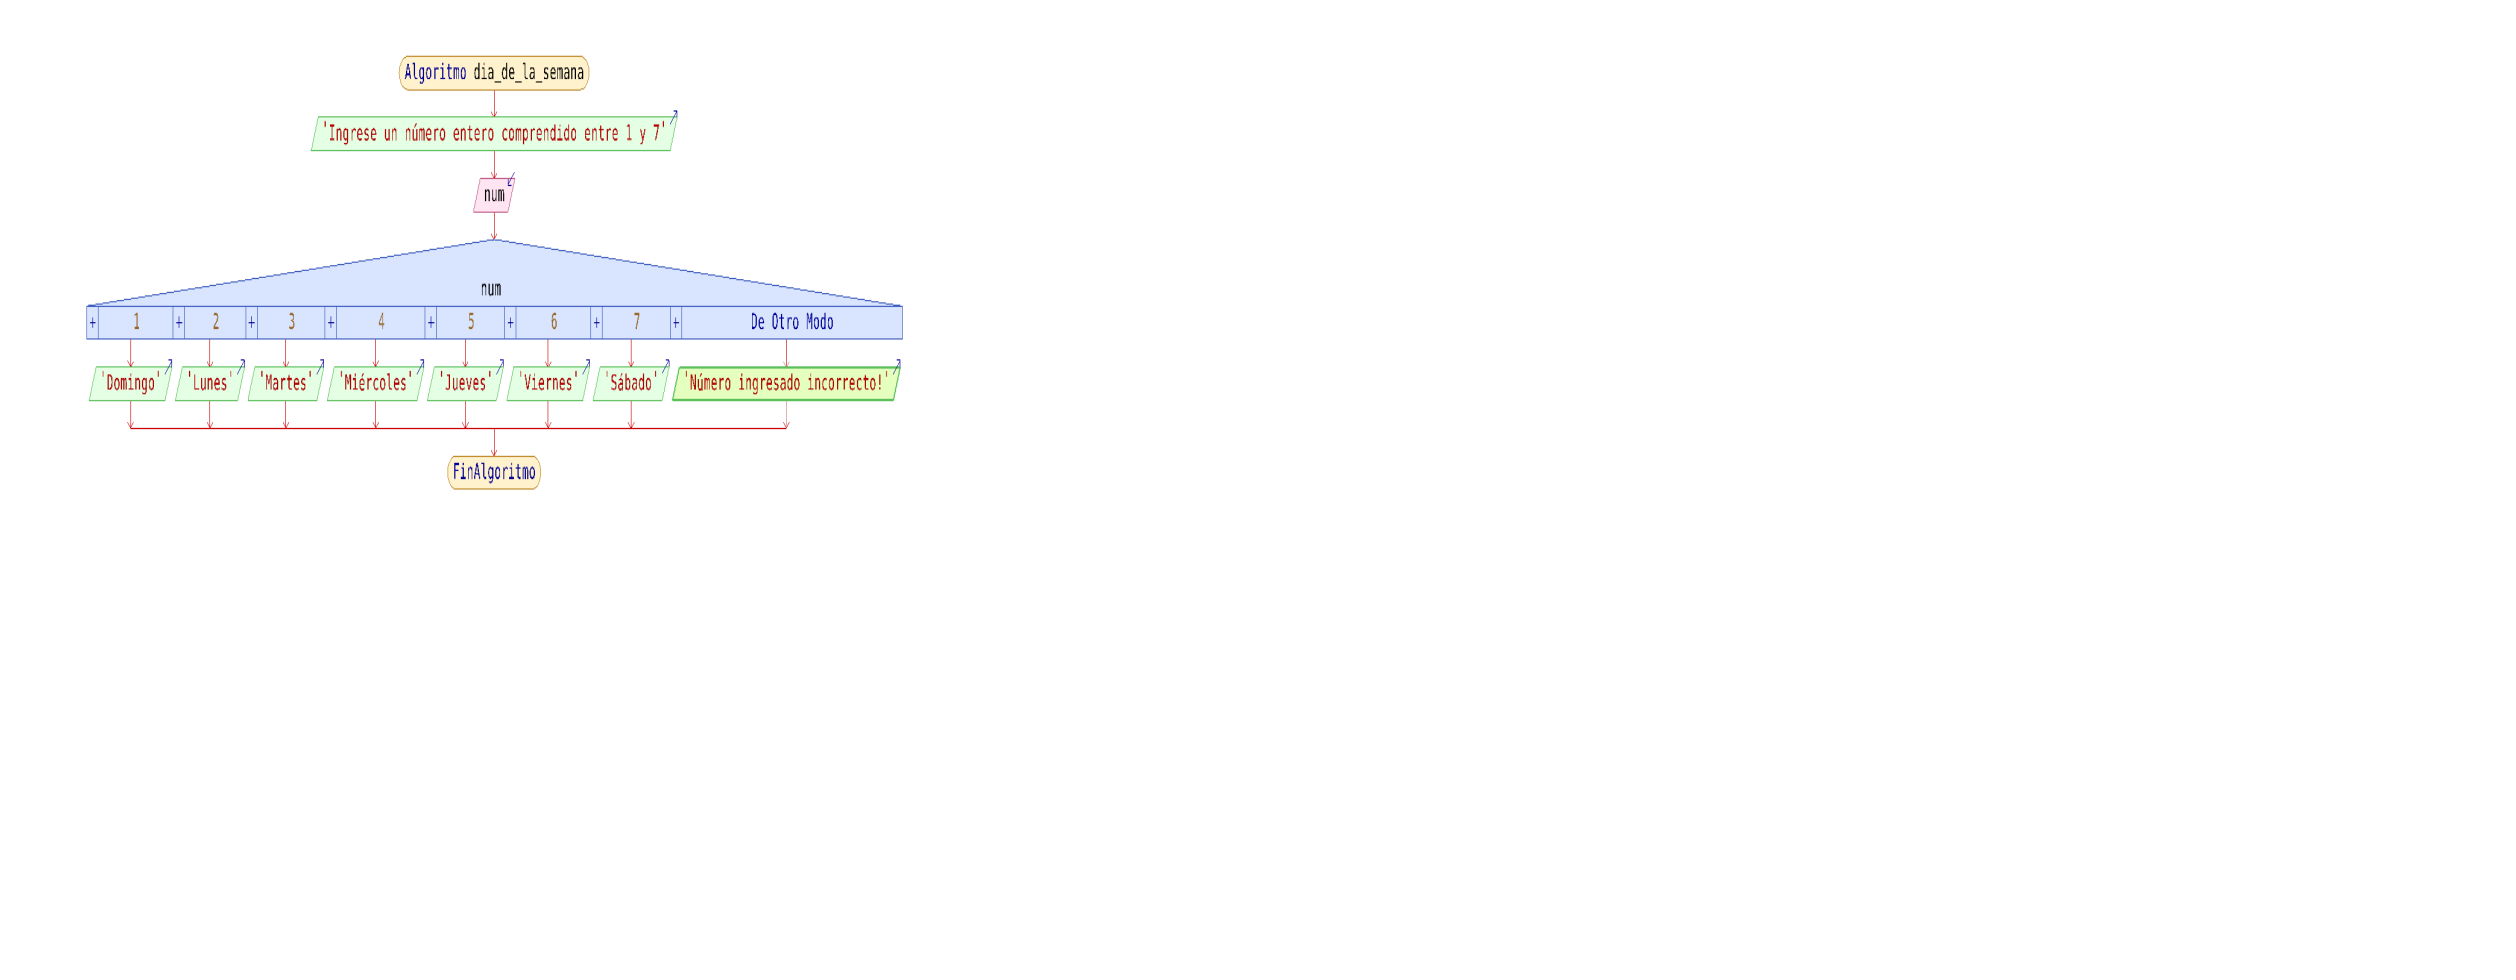 Algoritmo dia_de_la_semana
'Ingrese un número entero comprendido entre 1 y 7'
num
num
+ 1 + 2 + 3 + 4 + 5 + 6 + 7 + De Otro Modo
'Domingo' 'Lunes' 'Martes' 'Miércoles' 'Jueves' 'Viernes' 'Sábado' 'Número ingresado incorrecto!'
FinAlgoritmo